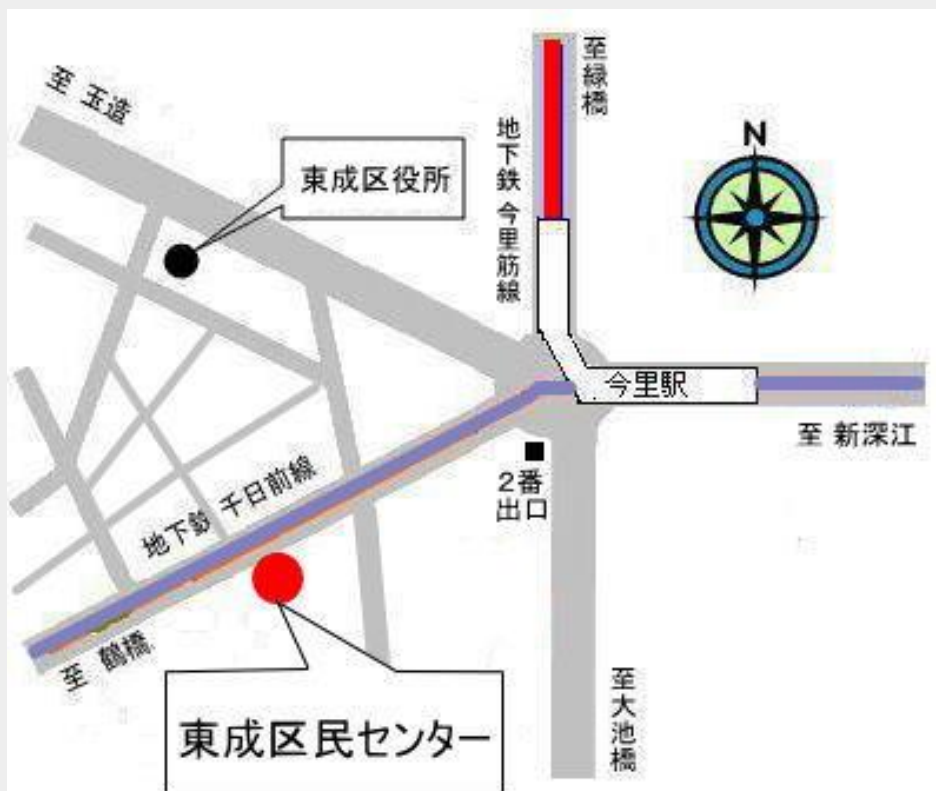 至 玉造
東成区役所
地下鉄 今里筋線
至緑橋
N
今里駅
至 新深江
2番
出口
地下鉄 千日前線
至 鶴橋
東成区民センター
至大池橋